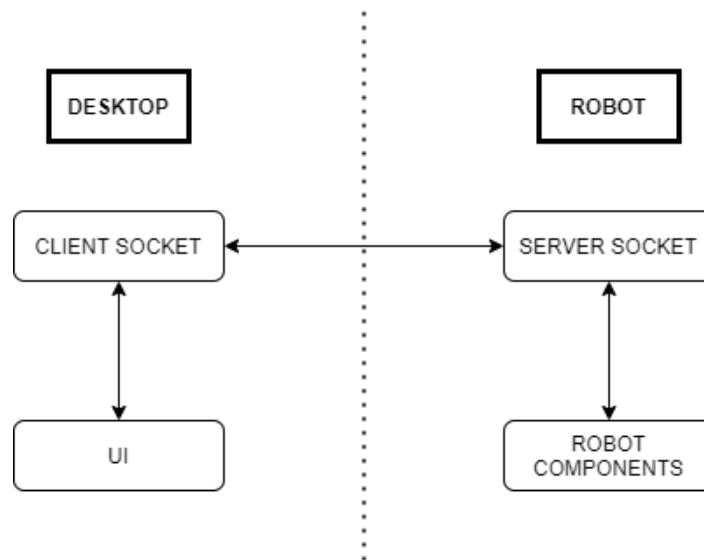 DESKTOP
ROBOT
CLIENT SOCKET
SERVER SOCKET
UI
ROBOT
COMPONENTS